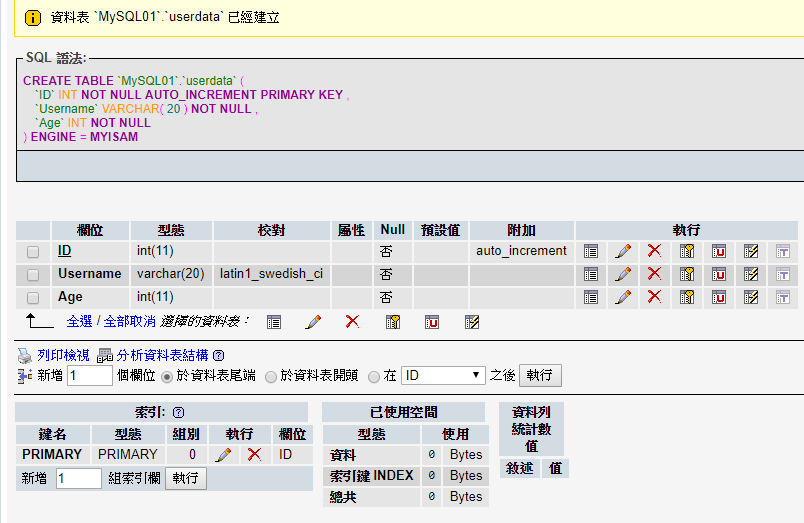 資料表 `MySQL01`.`userdata` 已經建立
SQL 語法:
CREATE TABLE `MySQL01`.`userdata` (
`ID` INT NOT NULL AUTO_INCREMENT PRIMARY KEY ,
`Username` VARCHAR( 20 ) NOT NULL ,
`Age` INT NOT NULL
) ENGINE = MYISAM
欄位 型態 校對 屬性 Null 預設值 附加 執行
ID int(11) 否 auto_increment
Username varchar(20) latin1_swedish_ci 否
Age int(11) 否
全選 / 全部取消 選擇的資料表：
列印檢視 分析資料表結構
新增 1 個欄位 於資料表尾端 於資料表開頭 在 ID 之後 執行
索引: 已使用空間 資料列統計數值
鍵名 型態 組別 執行 欄位 型態 使用 敘述 值
PRIMARY PRIMARY 0 ID 資料 0 Bytes
新增 1 組索引欄 執行 索引鍵 INDEX 0 Bytes
總共 0 Bytes